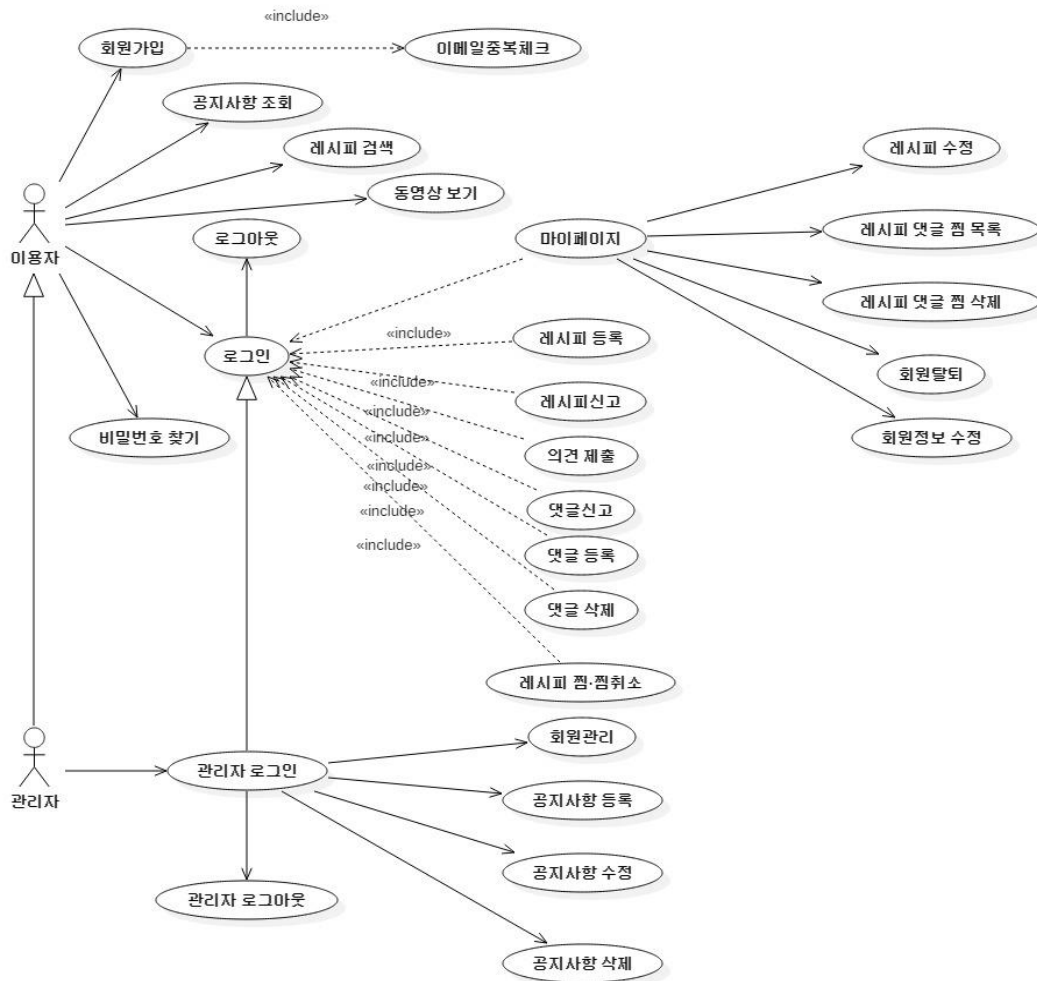 «include»
회원가입
이메일중복체크
공지사항 조회
레시피 검색
레시피 수정
동영상 보기
이용자
로그아웃
마이페이지
레시피 댓글 찜 목록
레시피 댓글 찜 삭제
«include»
레시피 등록
로그인
회원탈퇴
«include»
레시피신고
비밀번호 찾기
«include»
의견 제출
회원정보 수정
«include»
«include»
댓글신고
«include»
«include»
댓글 등록
댓글 삭제
레시피 찜·찜취소
회원관리
관리자
관리자 로그인
공지사항 등록
공지사항 수정
관리자 로그아웃
공지사항 삭제